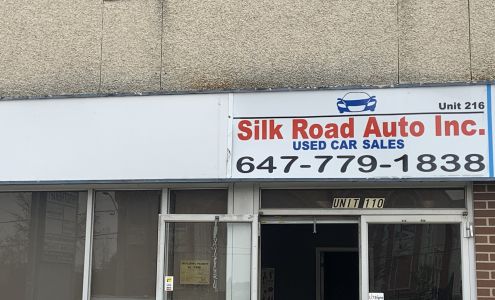 Unit 216
Silk Road Auto Inc.
USED CAR SALES
647-779-1838
UNIT 110